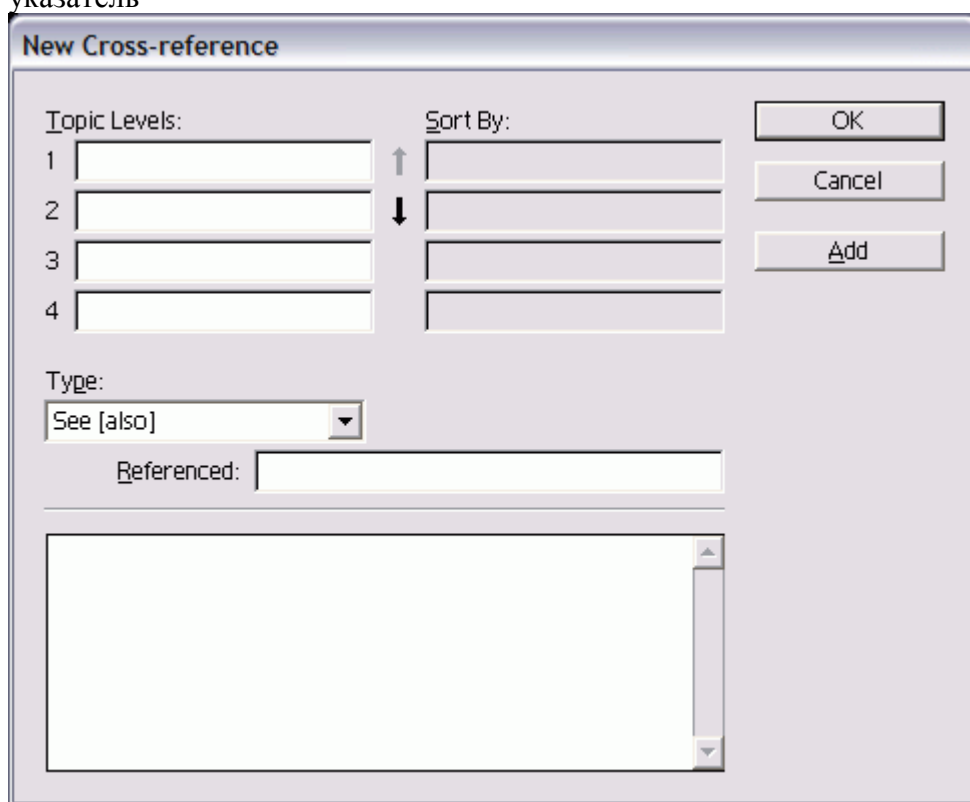 указатель
New Cross-reference
Topic Levels: Sort By:
1
2
3
4
OK
Cancel
Add
Type:
See [also]
Referenced: